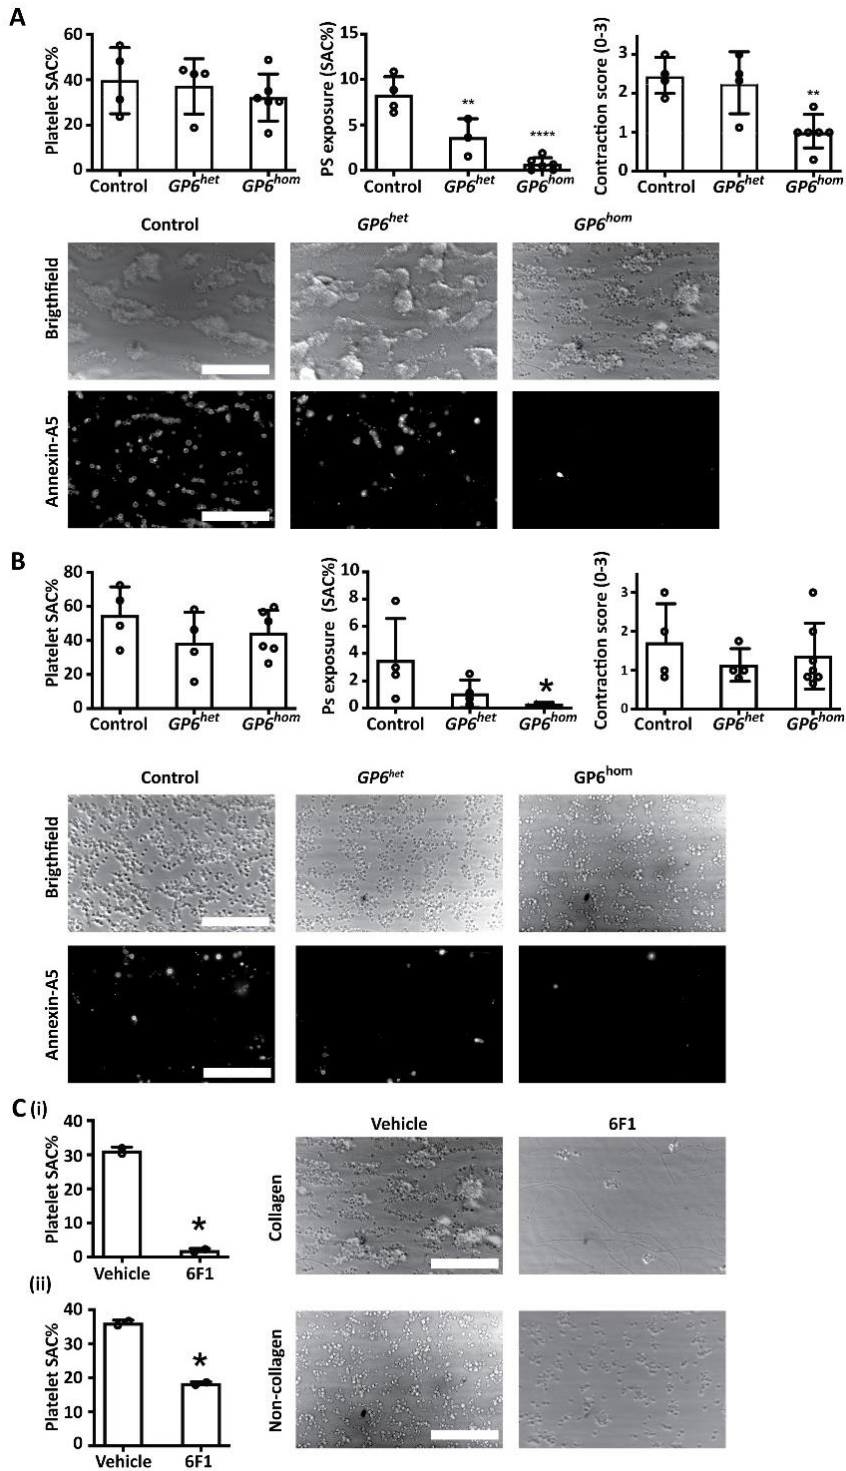 A
Platelet SAC%
60
40
20
0
Control
GP6het
GP6hom
PS exposure (SAC%)
15
10
5
0
**
****
Control
GP6het
GP6hom
Contraction score (0-3)
3
2
1
0
**
Control
GP6het
GP6hom
Control
GP6het
GP6hom
Brigthfield
Annexin-A5
B
Platelet SAC%
80
60
40
20
0
Control
GP6het
GP6hom
Ps exposure (SAC%)
10
8
6
4
2
0
*
Control
GP6het
GP6hom
Contraction score (0-3)
3
2
1
0
Control
GP6het
GP6hom
Control
GP6het
GP6hom
Brigthfield
Annexin-A5
C (i)
Platelet SAC%
40
30
20
10
0
*
Vehicle
6F1
Vehicle
6F1
Collagen
(ii)
Platelet SAC%
40
30
20
10
0
*
Vehicle
6F1
Non-collagen